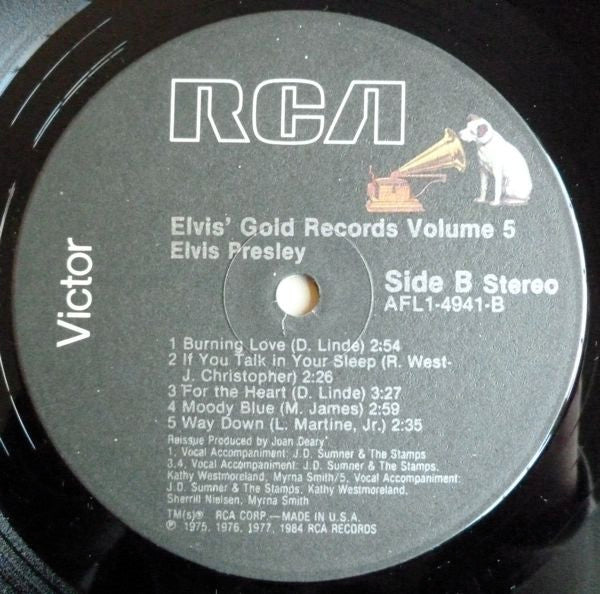 RCA
Victor
Elvis' Gold Records Volume 5
Elvis Presley
Side B Stereo
AFL1-4941-B
1 Burning Love (D. Linde) 2:54
2 If You Talk in Your Sleep (R. West-
J. Christopher) 2:26
3 For the Heart (D. Linde) 3:27
4 Moody Blue (M. James) 2:59
5 Way Down (L. Martine, Jr.) 2:35
Reissue Produced by Joan Deary
1, Vocal Accompaniment: J.D. Sumner & The Stamps
3,4, Vocal Accompaniment: J.D. Sumner & The Stamps,
Kathy Westmoreland, Myrna Smith/5, Vocal Accompaniment:
J.D. Sumner & The Stamps, Kathy Westmoreland,
Sherrill Nielsen, Myrna Smith
TM(s)® RCA CORP.—MADE IN U.S.A.
℗ 1975, 1976, 1977, 1984 RCA RECORDS